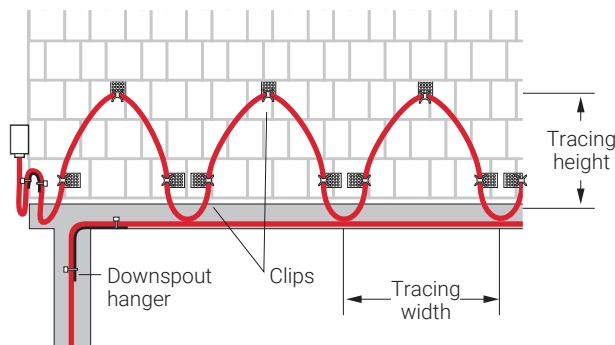 Tracing
height
Downspout
hanger
Clips
Tracing
width